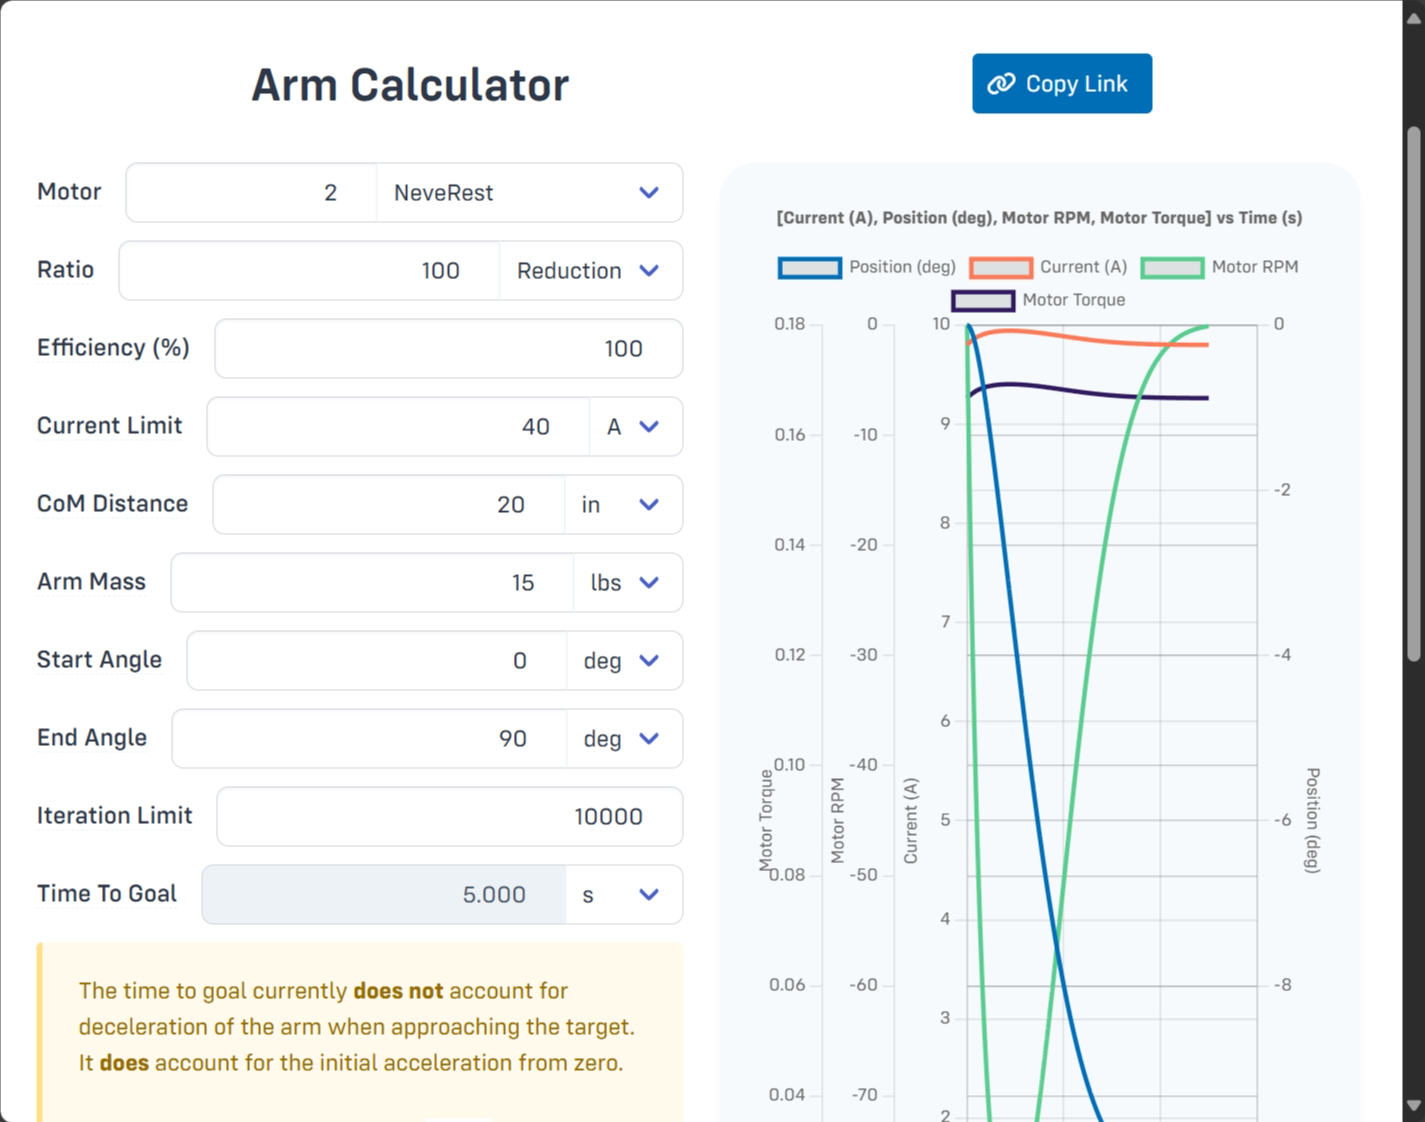 Arm Calculator
Copy Link
Motor 2 NeveRest
Ratio 100 Reduction
Efficiency (%) 100
Current Limit 40 A
CoM Distance 20 in
Arm Mass 15 lbs
Start Angle 0 deg
End Angle 90 deg
Iteration Limit 10000
Time To Goal 5.000 s
The time to goal currently does not account for
deceleration of the arm when approaching the target.
It does account for the initial acceleration from zero.
[Current (A), Position (deg), Motor RPM, Motor Torque] vs Time (s)
Position (deg) Current (A) Motor RPM
Motor Torque
0.18 0 10 0
9
0.16 -10
-2
8
0.14 -20
7
0.12 -30 -4
6
0.10 -40
5 -6
0.08 -50
4
0.06 -60 -8
3
0.04 -70
2
Motor Torque
Motor RPM
Current (A)
Position (deg)